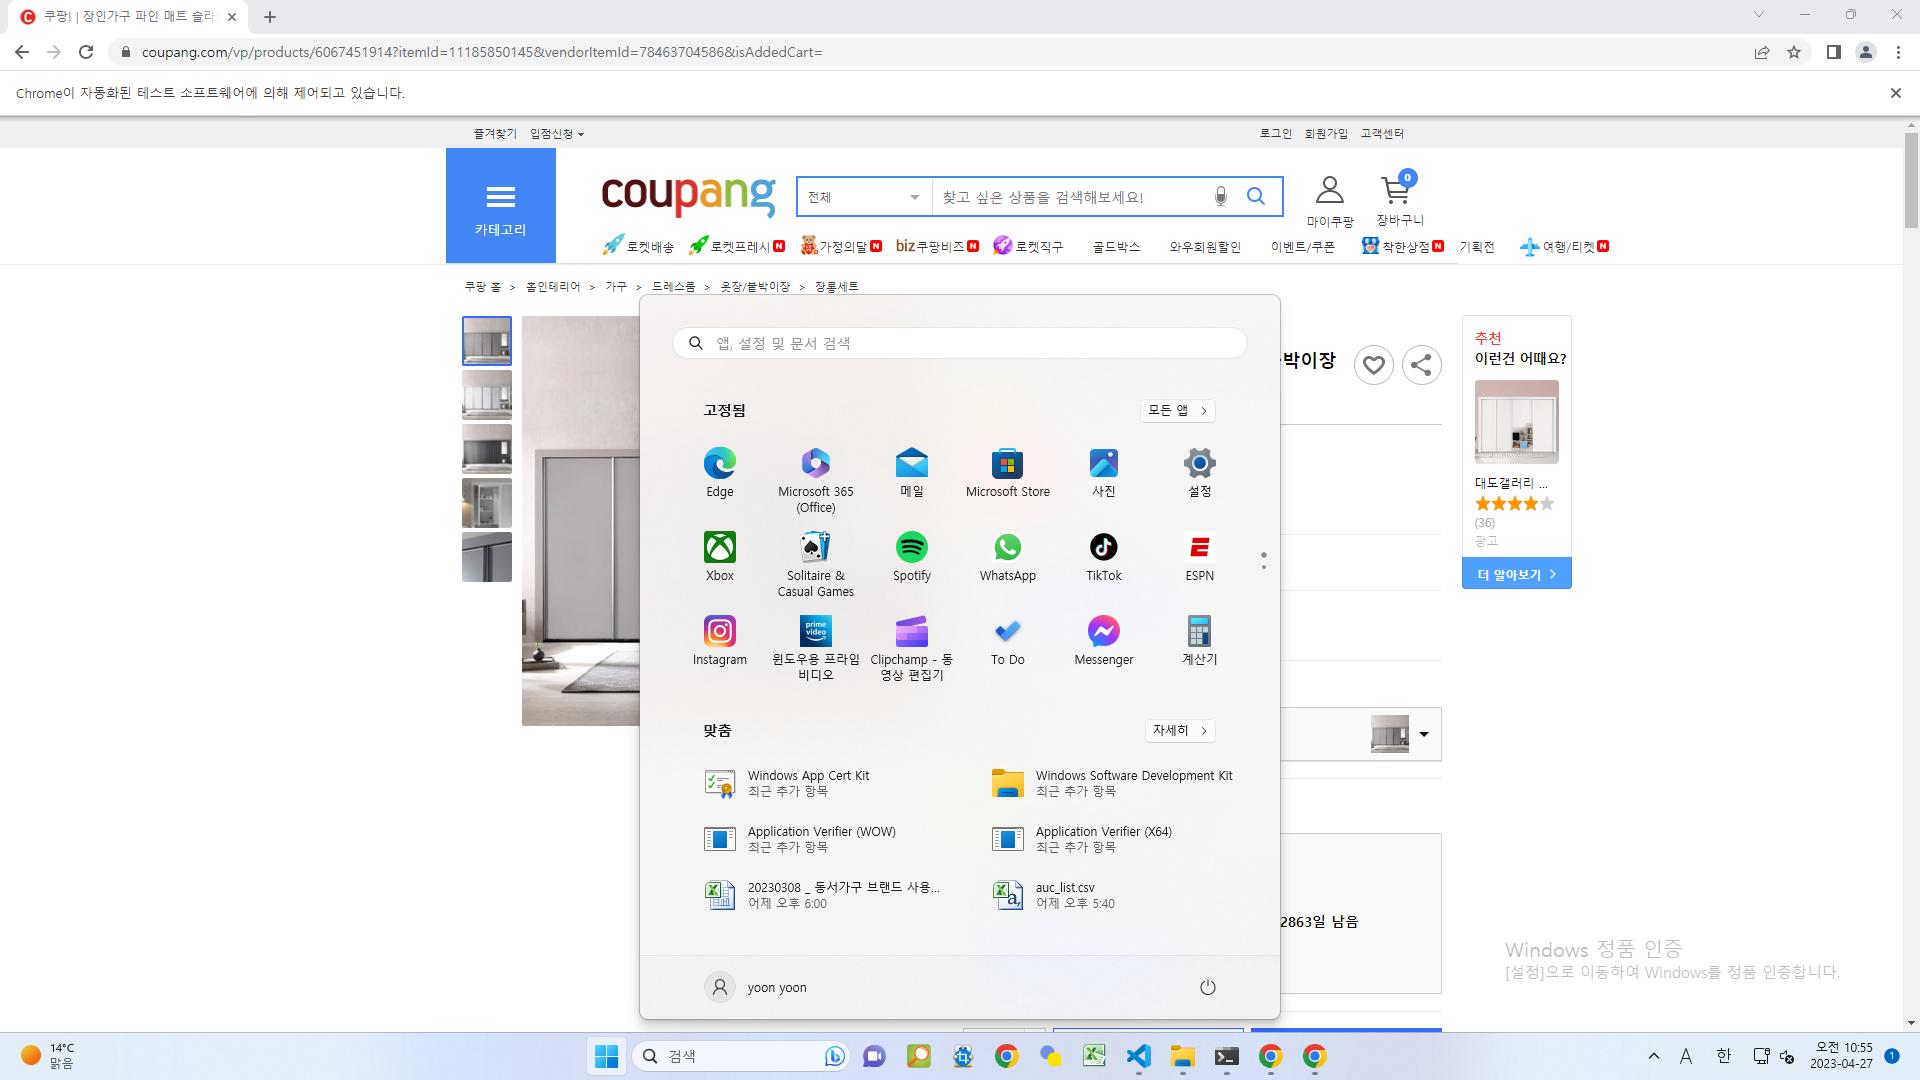 쿠팡! | 장인가구 파인 매트 슬라
coupang.com/vp/products/6067451914?itemId=11185850145&vendorItemId=78463704586&isAddedCart=
Chrome이 자동화된 테스트 소프트웨어에 의해 제어되고 있습니다.
즐겨찾기 입점신청 로그인 회원가입 고객센터
카테고리
coupang
전체 찾고 싶은 상품을 검색해보세요!
마이쿠팡
0
장바구니
로켓배송 로켓프레시 N 가정의달 N biz 쿠팡비즈 N 로켓직구 골드박스 와우회원할인 이벤트/쿠폰 착한상점 N 기획전 여행/티켓 N
쿠팡 홈 > 홈인테리어 > 가구 > 드레스룸 > 옷장/붙박이장 > 장롱세트
박이장
추천
이런건 어때요?
대도갤러리 ...
(36)
광고
더 알아보기 >
2863일 남음
앱, 설정 및 문서 검색
고정됨
모든 앱 >
Edge
Microsoft 365
(Office)
메일
Microsoft Store
사진
설정
Xbox
Solitaire &
Casual Games
Spotify
WhatsApp
TikTok
ESPN
Instagram
prime
video
윈도우용 프라임
비디오
Clipchamp - 동
영상 편집기
To Do
Messenger
계산기
맞춤
자세히 >
Windows App Cert Kit
최근 추가 항목
Windows Software Development Kit
최근 추가 항목
Application Verifier (WOW)
최근 추가 항목
Application Verifier (X64)
최근 추가 항목
20230308 _ 동서가구 브랜드 사용...
어제 오후 6:00
auc_list.csv
어제 오후 5:40
yoon yoon
Windows 정품 인증
[설정]으로 이동하여 Windows를 정품 인증합니다.
14°C
맑음
검색
A 한
오전 10:55
2023-04-27
1